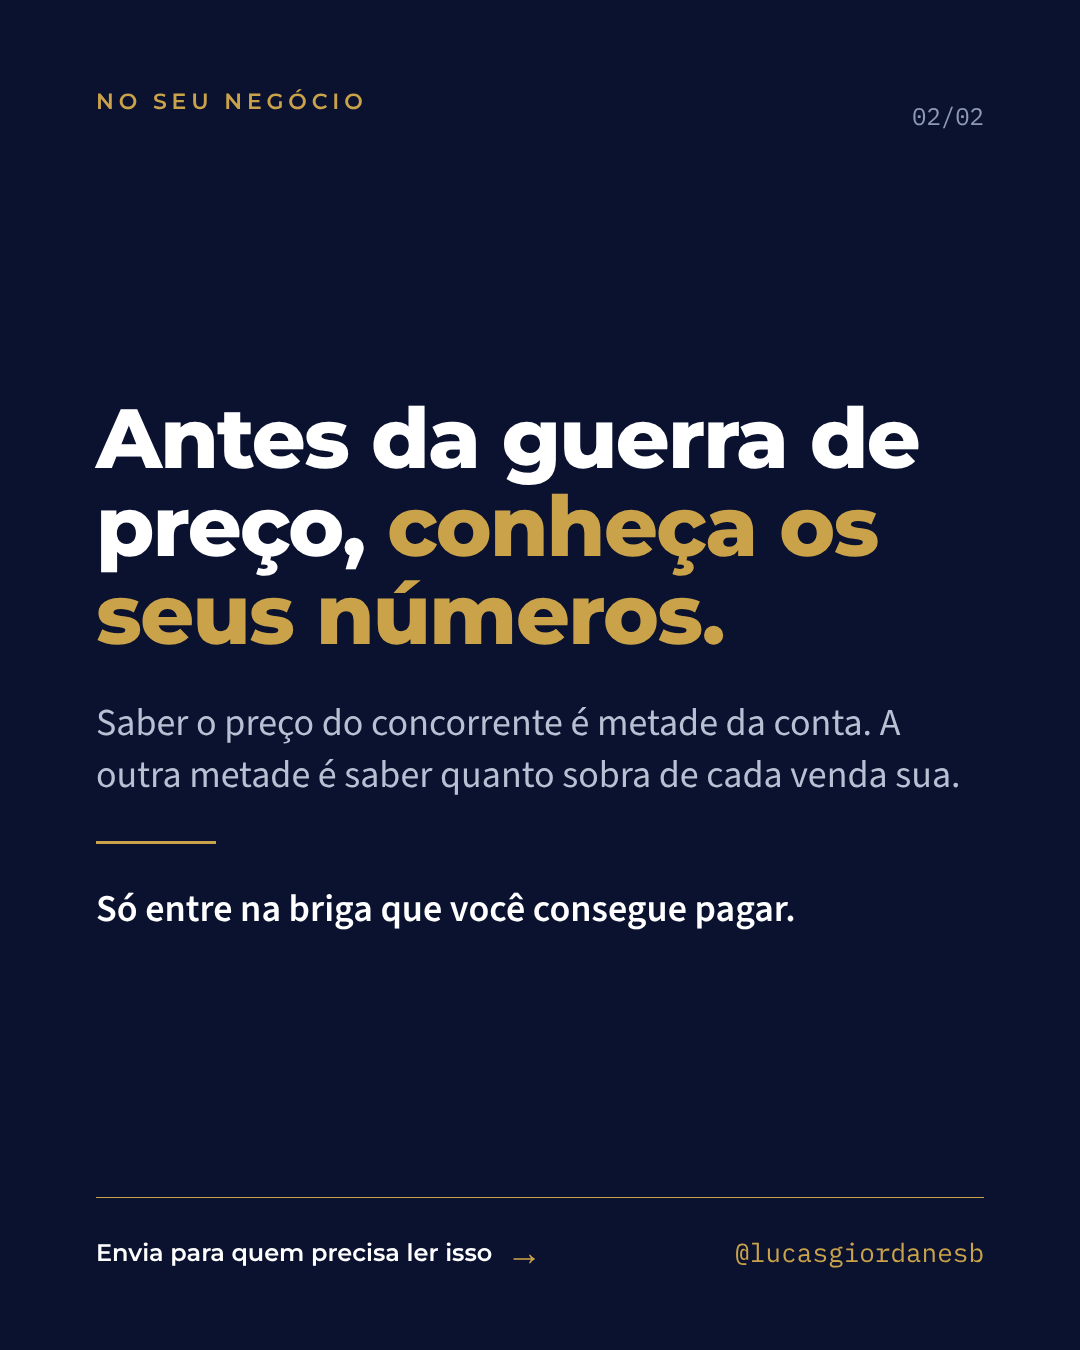 NO SEU NEGÓCIO
02/02
Antes da guerra de
preço, conheça os
seus números.
Saber o preço do concorrente é metade da conta. A
outra metade é saber quanto sobra de cada venda sua.
Só entre na briga que você consegue pagar.
Envia para quem precisa ler isso →
@lucasgiordanesb